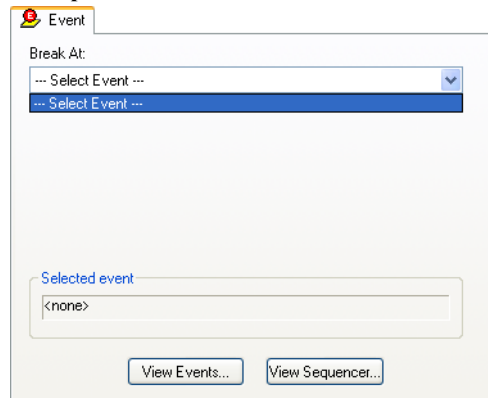 Event
Break At:
--- Select Event ---
--- Select Event ---
Selected event
<none>
View Events... View Sequencer...